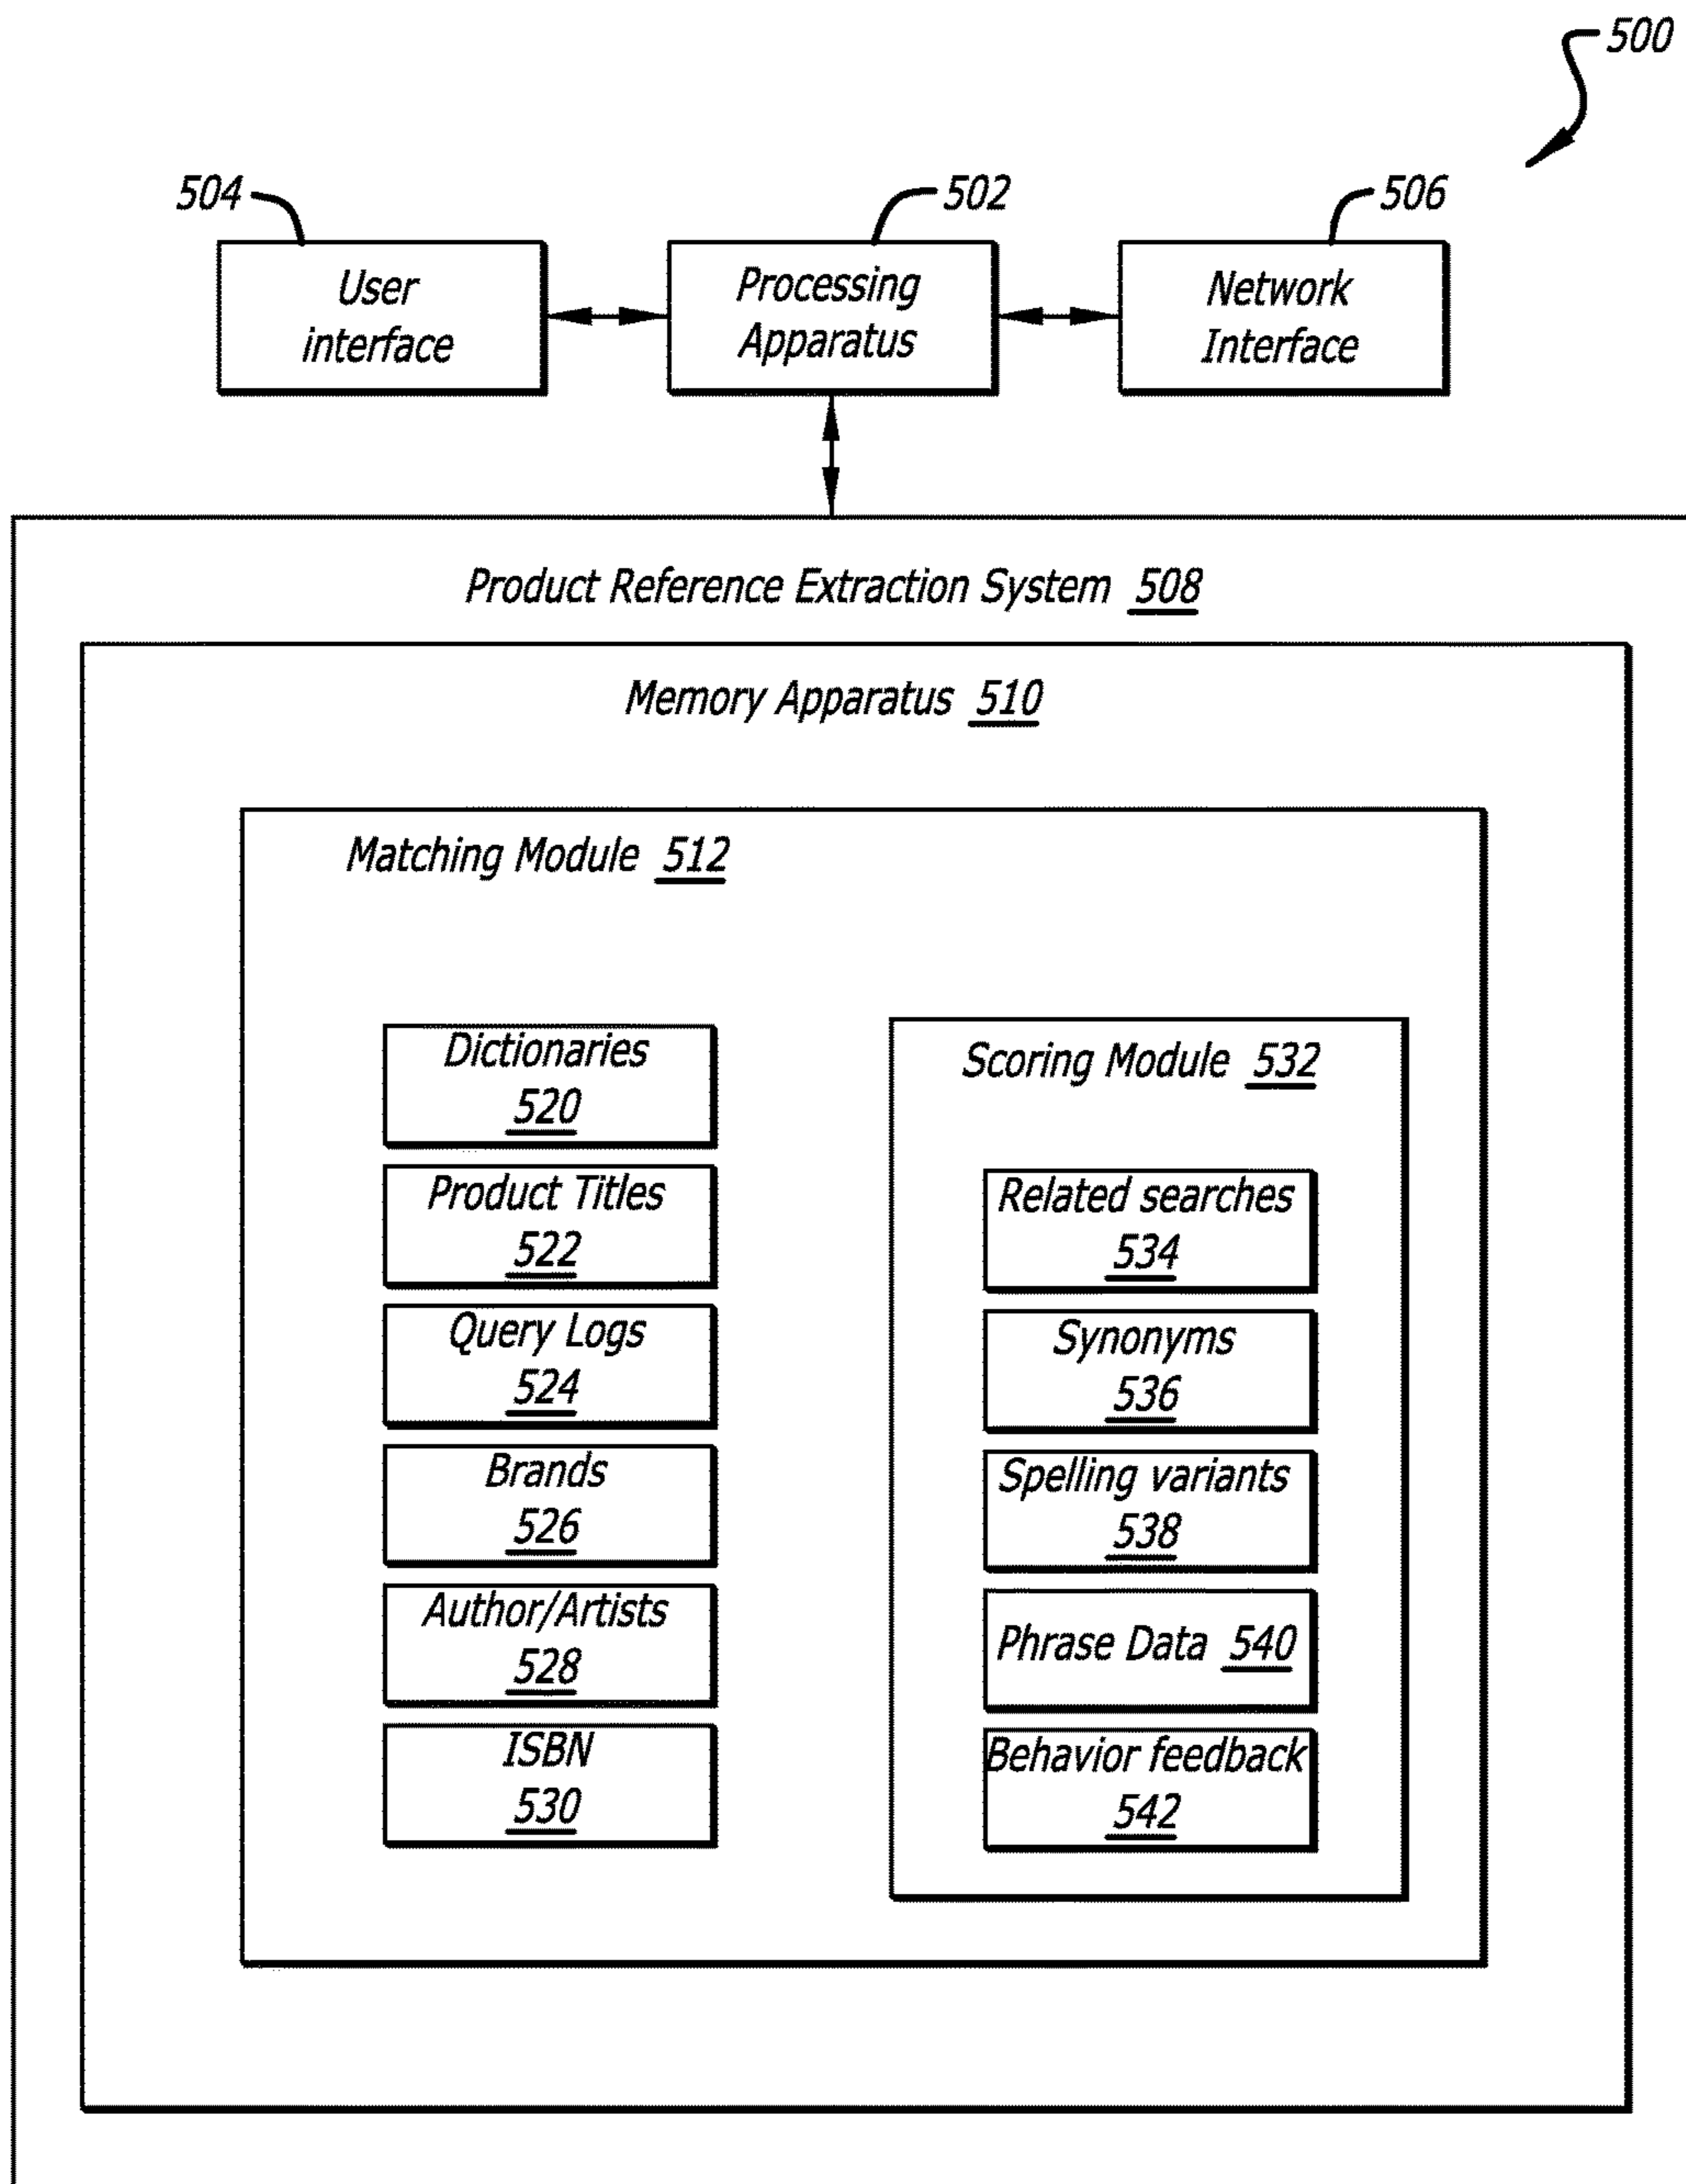 500
504
502
506
User
interface
Processing
Apparatus
Network
Interface
Product Reference Extraction System 508
Memory Apparatus 510
Matching Module 512
Dictionaries
520
Product Titles
522
Query Logs
524
Brands
526
Author/Artists
528
ISBN
530
Scoring Module 532
Related searches
534
Synonyms
536
Spelling variants
538
Phrase Data 540
Behavior feedback
542